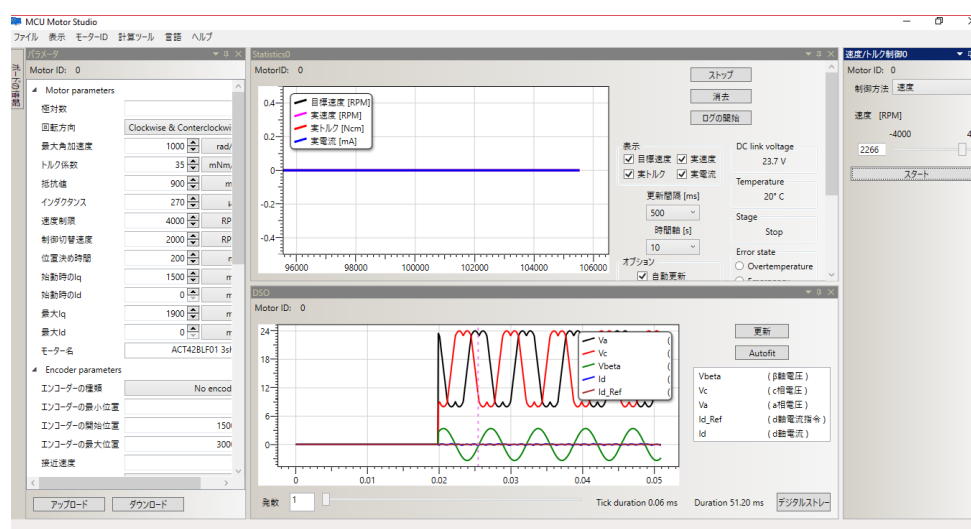 MCU Motor Studio
ファイル 表示 モーターID 計算ツール 言語 ヘルプ
ボードの種類
パラメータ
Motor ID: 0
Motor parameters
極対数
回転方向 Clockwise & Conterclockwi
最大角加速度 1000 rad/
トルク係数 35 mNm/
抵抗値 900 m
インダクタンス 270 μ
速度制限 4000 RP
制御切替速度 2000 RP
位置決め時間 200
始動時のIq 1500 m
始動時のId 0 m
最大Iq 1900 m
最大Id 0 m
モーター名 ACT42BLF01 3sh
Encoder parameters
エンコーダーの種類 No encod
エンコーダーの最小位置
エンコーダーの開始位置 1500
エンコーダーの最大位置 3000
接近速度
アップロード ダウンロード
Statistics0
MotorID: 0
目標速度 [RPM]
実速度 [RPM]
実トルク [Ncm]
実電流 [mA]
0.4
0.2
0
-0.2
-0.4
96000 98000 100000 102000 104000 106000
ストップ
消去
ログの開始
表示
目標速度 実速度
実トルク 実電流
更新間隔 [ms]
500
時間軸 [s]
10
オプション
自動更新
DC link voltage
23.7 V
Temperature
20° C
Stage
Stop
Error state
Overtemperature
DSO
Motor ID: 0
24
18
12
6
0
0 0.01 0.02 0.03 0.04 0.05
Va (
Vc (
Vbeta (
Id (
Id_Ref (
更新
Autofit
Vbeta (β軸電圧)
Vc (c相電圧)
Va (a相電圧)
Id_Ref (d軸電流指令)
Id (d軸電流)
発数 1
Tick duration 0.06 ms Duration 51.20 ms デジタルストレー
速度/トルク制御0
Motor ID: 0
制御方法 速度
速度 [RPM]
-4000 4
2266
スタート